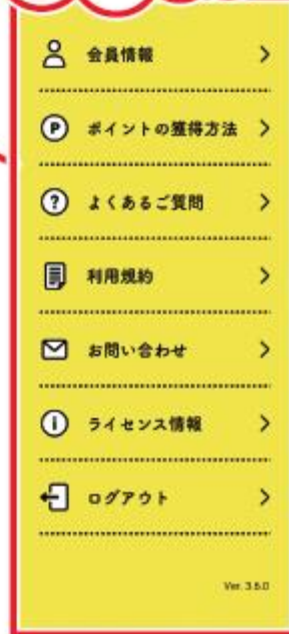 会員情報
ポイントの獲得方法
よくあるご質問
利用規約
お問い合わせ
ライセンス情報
ログアウト
Ver. 3.5.0